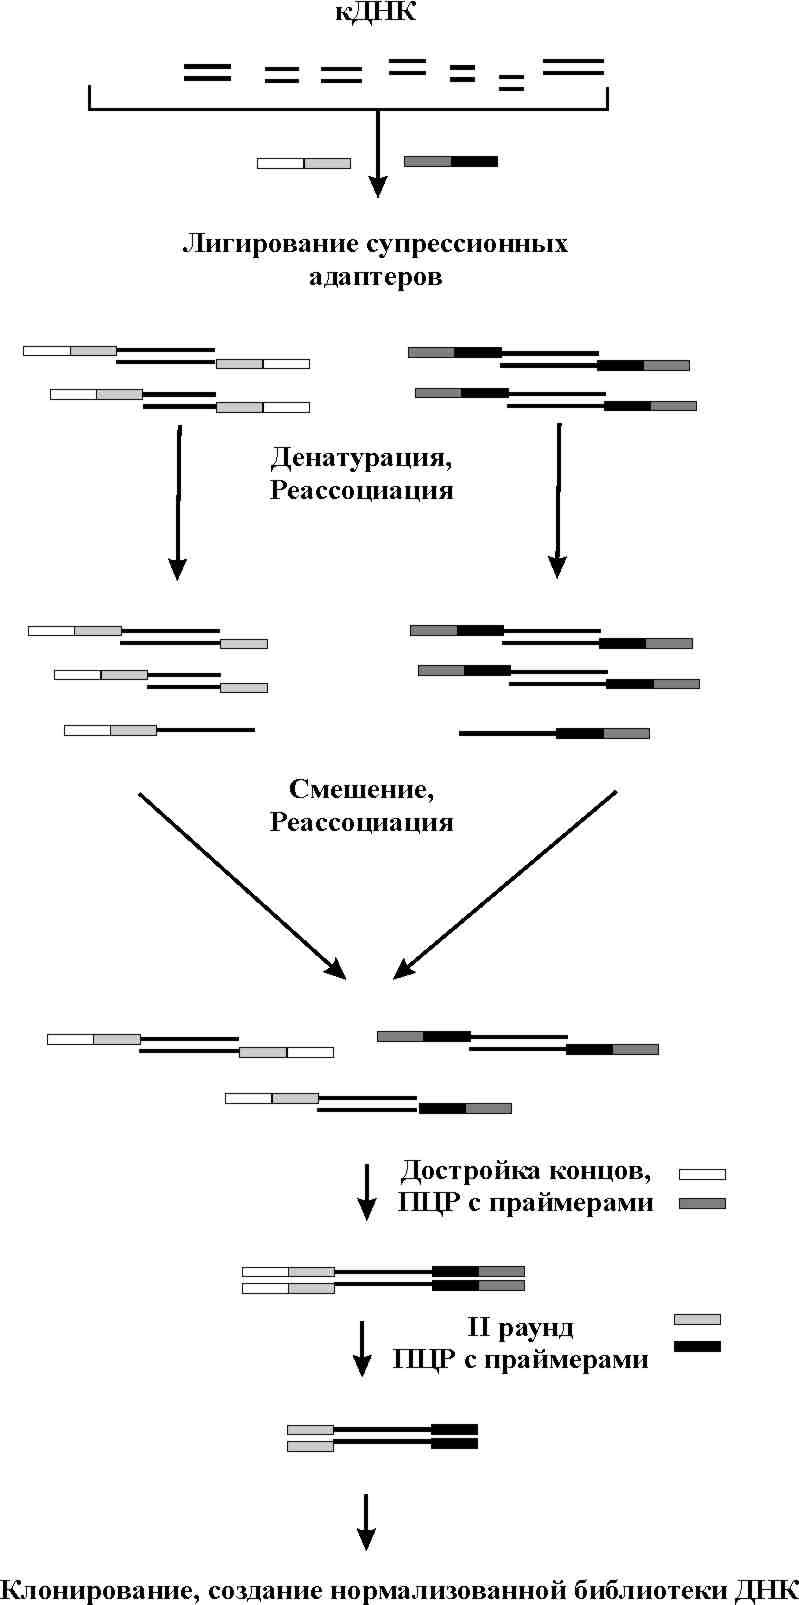 кДНК
Лигирование супрессионных
адаптеров
Денатурация,
Реассоциация
Смешение,
Реассоциация
Достройка концов,
ПЦР с праймерами
II раунд
ПЦР с праймерами
Клонирование, создание нормализованной библиотеки ДНК